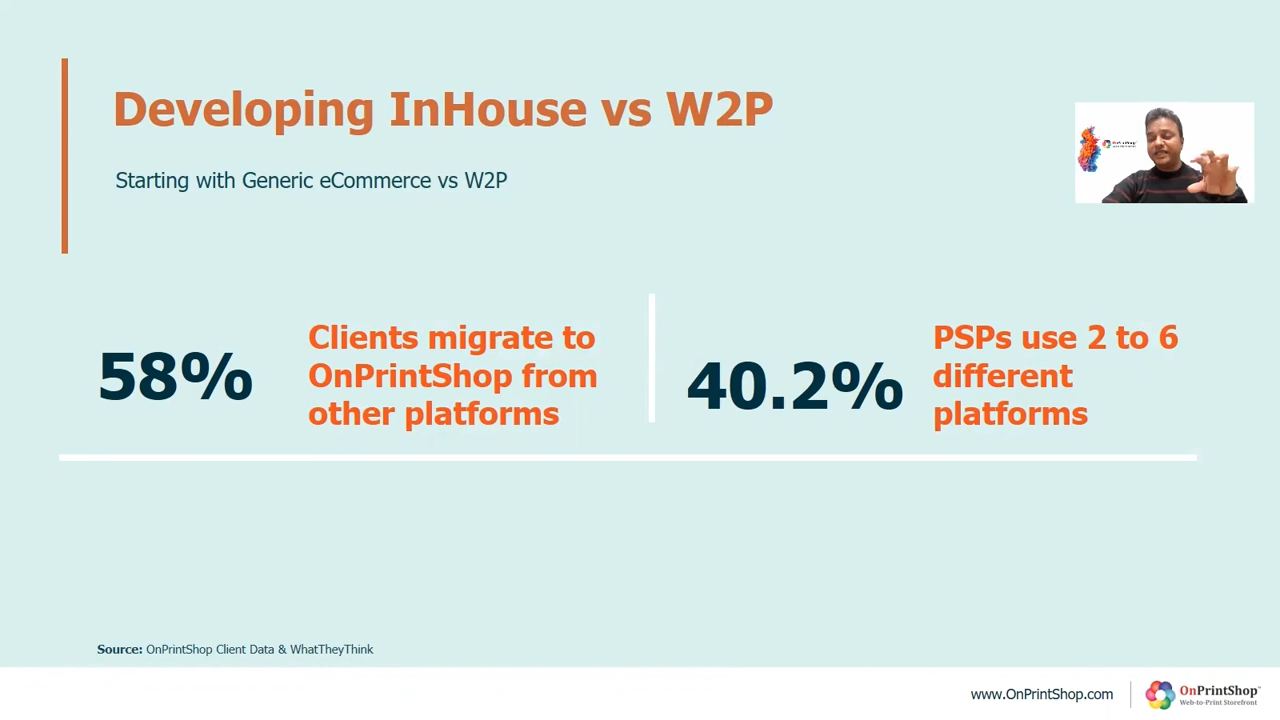 Developing InHouse vs W2P
Starting with Generic eCommerce vs W2P
OnPrintShop
58%
Clients migrate to
OnPrintShop from
other platforms
40.2%
PSPs use 2 to 6
different
platforms
Source: OnPrintShop Client Data & WhatTheyThink
www.OnPrintShop.com
OnPrintShop™
Web-to-Print Storefront